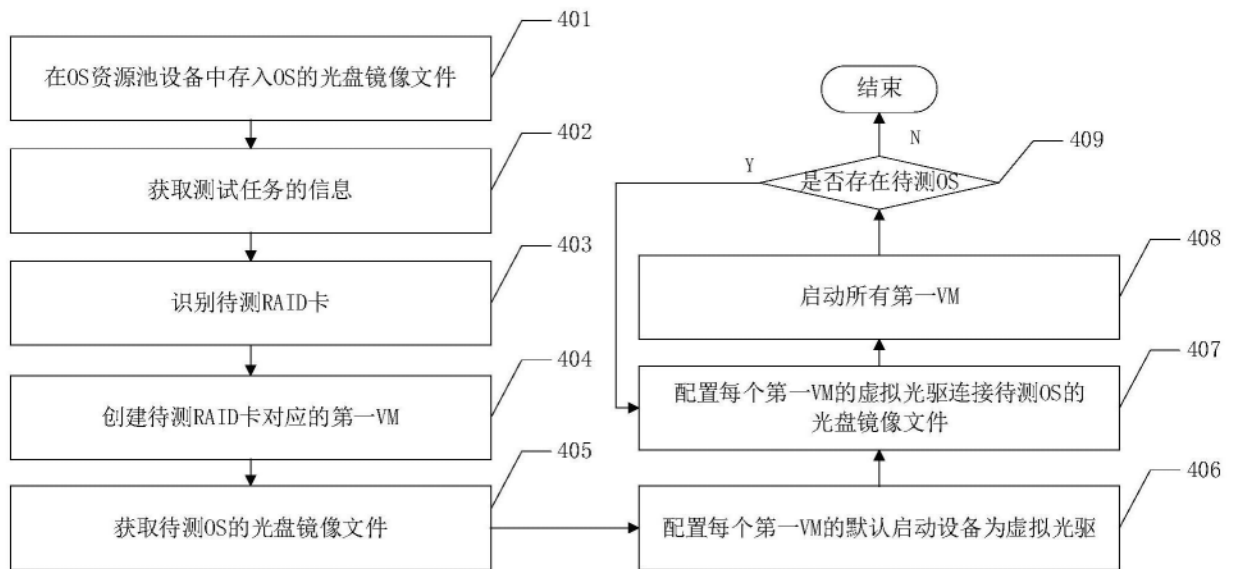 401
在OS资源池设备中存入OS的光盘镜像文件
402
获取测试任务的信息
403
识别待测RAID卡
404
创建待测RAID卡对应的第一VM
405
获取待测OS的光盘镜像文件
406
配置每个第一VM的默认启动设备为虚拟光驱
407
配置每个第一VM的虚拟光驱连接待测OS的
光盘镜像文件
408
启动所有第一VM
409
是否存在待测OS
Y
N
结束